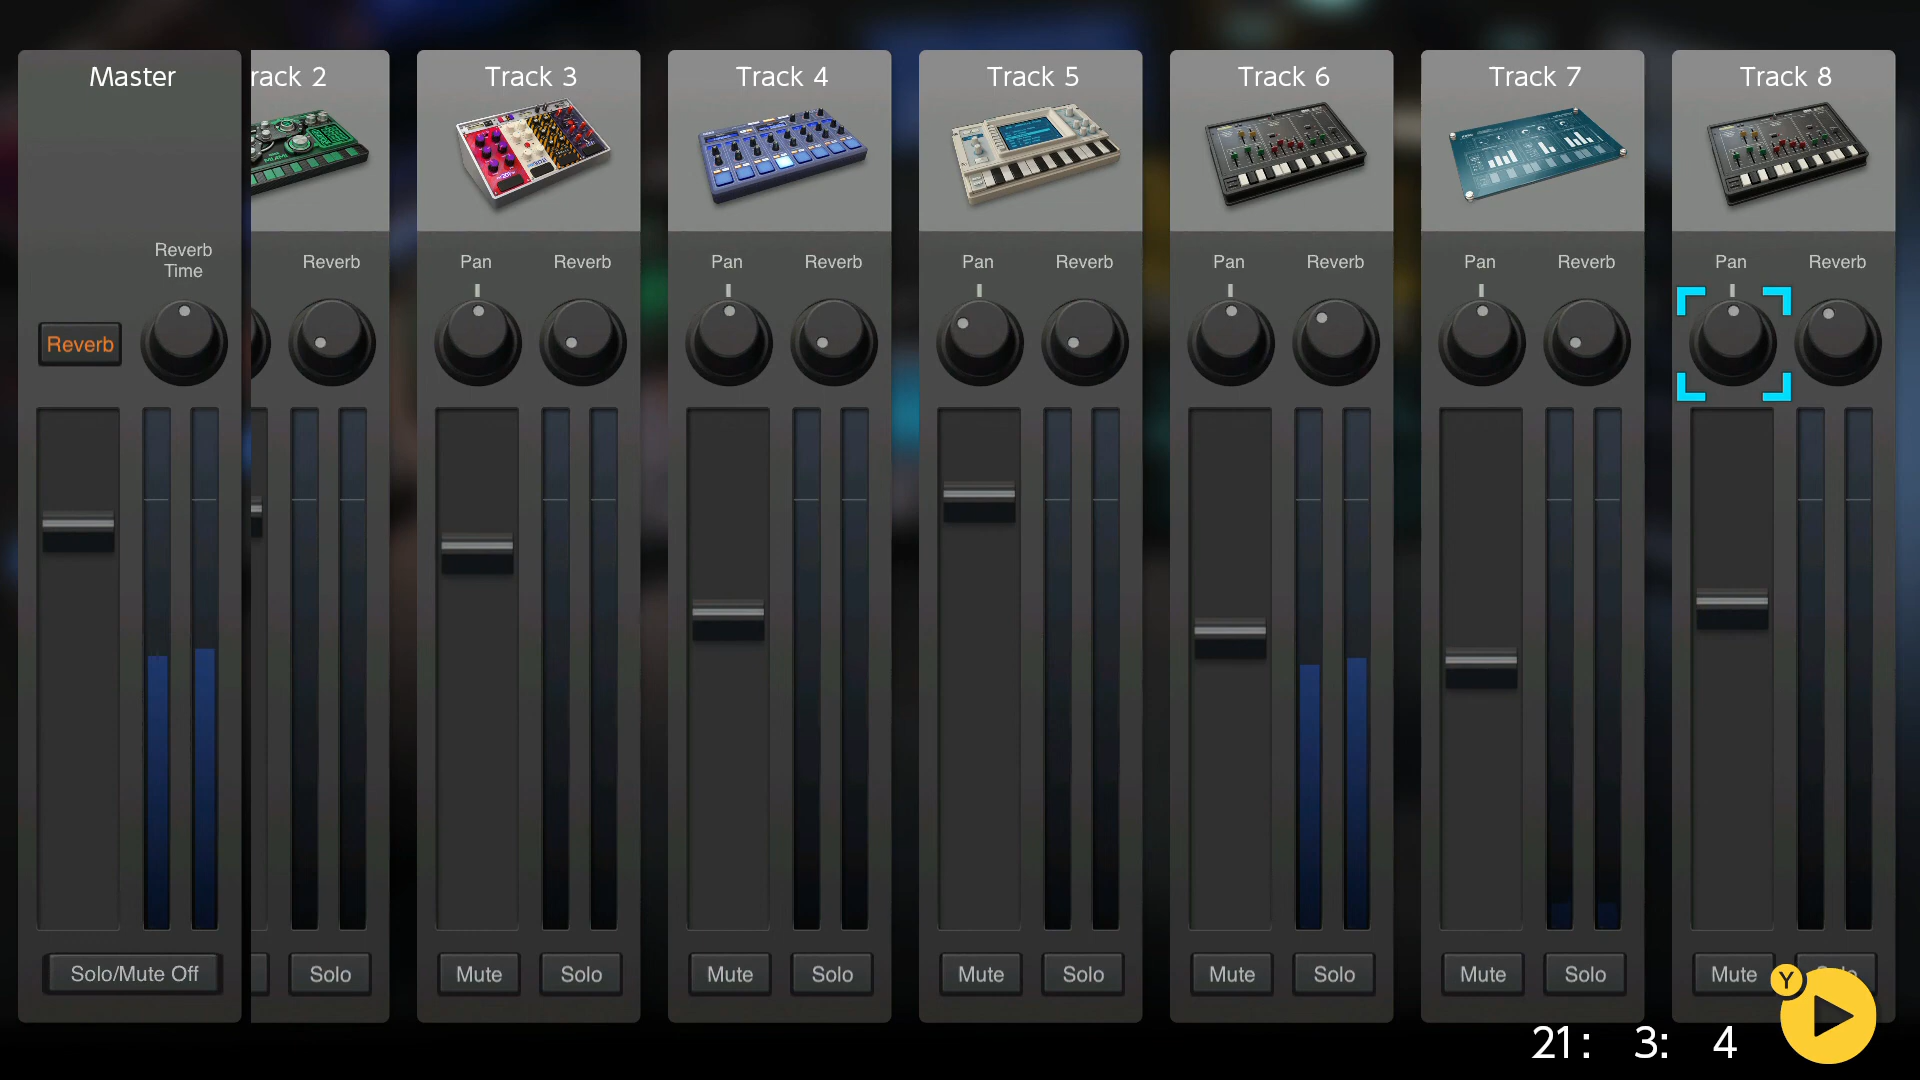 Master
rack 2
Track 3
Track 4
Track 5
Track 6
Track 7
Track 8
Reverb
Time
Reverb
Pan
Reverb
Pan
Reverb
Pan
Reverb
Pan
Reverb
Pan
Reverb
Pan
Reverb
Reverb
Solo/Mute Off
Solo
Mute
Solo
Mute
Solo
Mute
Solo
Mute
Solo
Mute
Solo
Mute
Y
21: 3: 4